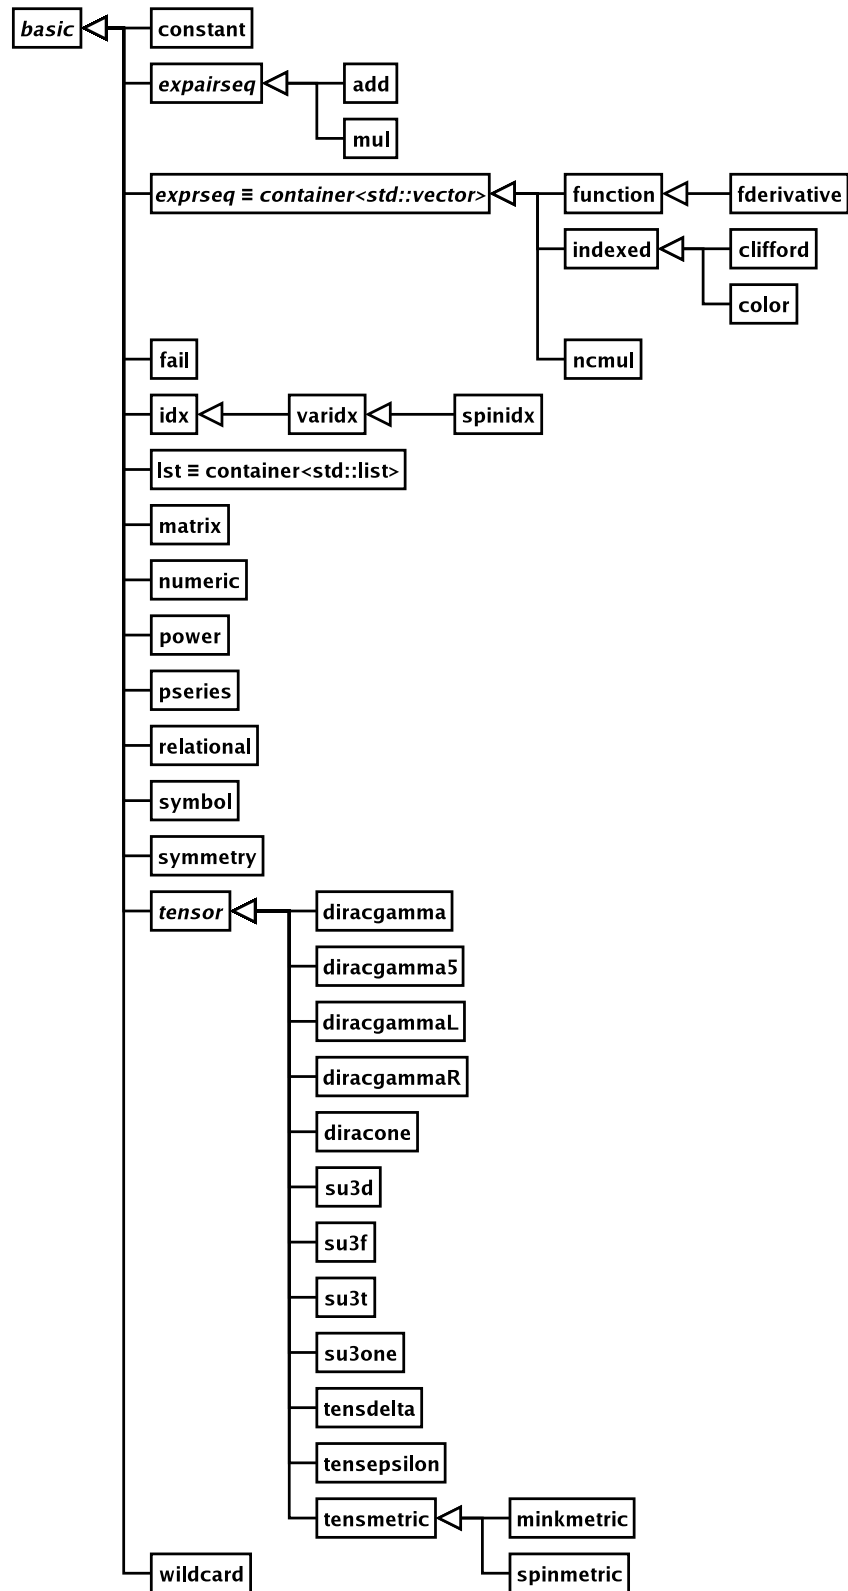 basic constant
expairseq add
mul
exprseq ≡ container<std::vector> function fderivative
indexed clifford
color
fail ncmul
idx varidx spinidx
lst ≡ container<std::list>
matrix
numeric
power
pseries
relational
symbol
symmetry
tensor diracgamma
diracgamma5
diracgammaL
diracgammaR
diracone
su3d
su3f
su3t
su3one
tensdelta
tensepsilon
tensmetric minkmetric
wildcard spinmetric